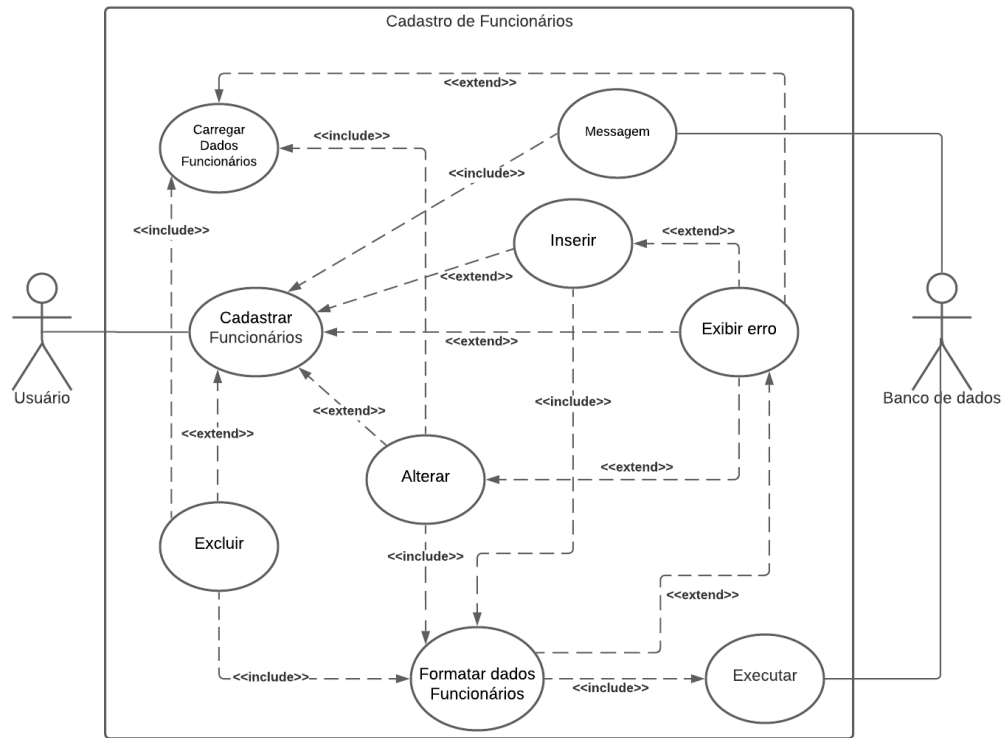 Cadastro de Funcionários
<<extend>>
Carregar
Dados
Funcionários
<<include>>
Messagem
<<include>>
<<include>>
Inserir
<<extend>>
<<extend>>
Cadastrar
Funcionários
Exibir erro
<<extend>>
Usuário
Banco de dados
<<include>>
<<extend>>
<<extend>>
<<extend>>
Alterar
Excluir
<<include>>
<<extend>>
Formatar dados
Funcionários
<<include>>
<<include>>
Executar